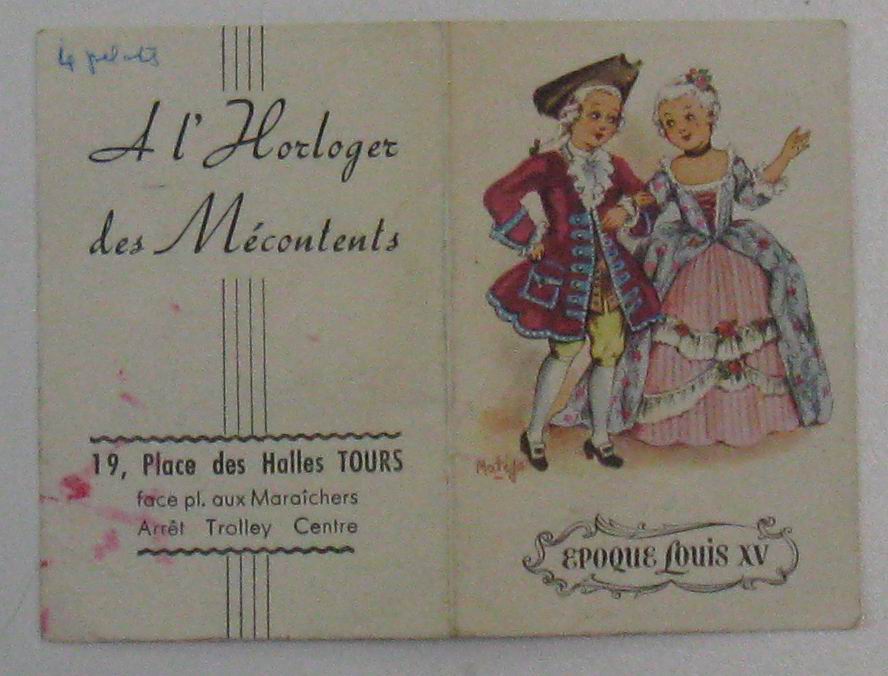 A l'Horloger
des Mécontents
19, Place des Halles TOURS
face pl. aux Maraîchers
Arrêt Trolley Centre
EPOQUE Louis XV